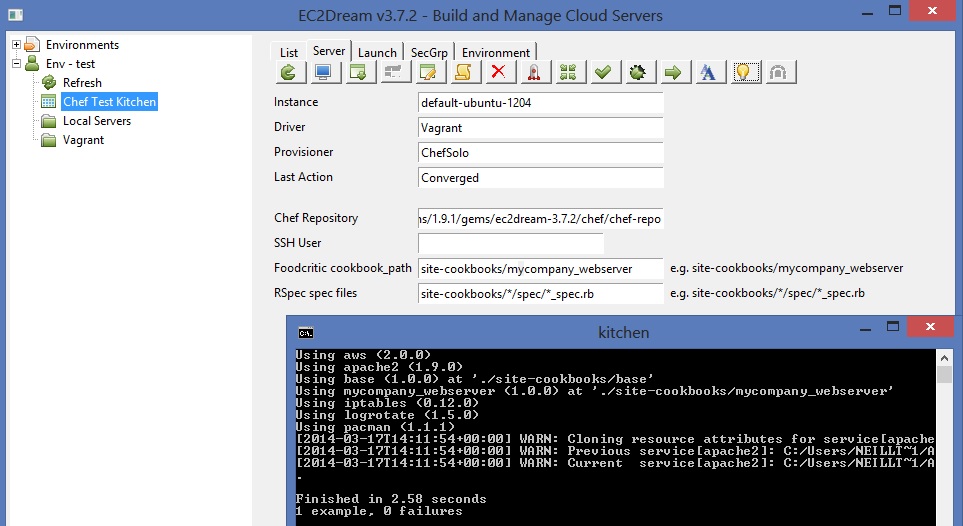 EC2Dream v3.7.2 - Build and Manage Cloud Servers
Environments
Env - test
Refresh
Chef Test Kitchen
Local Servers
Vagrant
List Server Launch SecGrp Environment
Instance default-ubuntu-1204
Driver Vagrant
Provisioner ChefSolo
Last Action Converged
Chef Repository ns/1.9.1/gems/ec2dream-3.7.2/chef/chef-repo
SSH User
Foodcritic cookbook_path site-cookbooks/mycompany_webserver e.g. site-cookbooks/mycompany_webserver
RSpec spec files site-cookbooks/*/spec/*_spec.rb e.g. site-cookbooks/*/spec/*_spec.rb
kitchen
Using aws (2.0.0)
Using apache2 (1.9.0)
Using base (1.0.0) at './site-cookbooks/base'
Using mycompany_webserver (1.0.0) at './site-cookbooks/mycompany_webserver'
Using iptables (0.12.0)
Using logrotate (1.5.0)
Using pacman (1.1.1)
[2014-03-17T14:11:54+00:00] WARN: Cloning resource attributes for service[apache
[2014-03-17T14:11:54+00:00] WARN: Previous service[apache2]: C:/Users/NEILLT~1/A
[2014-03-17T14:11:54+00:00] WARN: Current  service[apache2]: C:/Users/NEILLT~1/A
.
Finished in 2.58 seconds
1 example, 0 failures